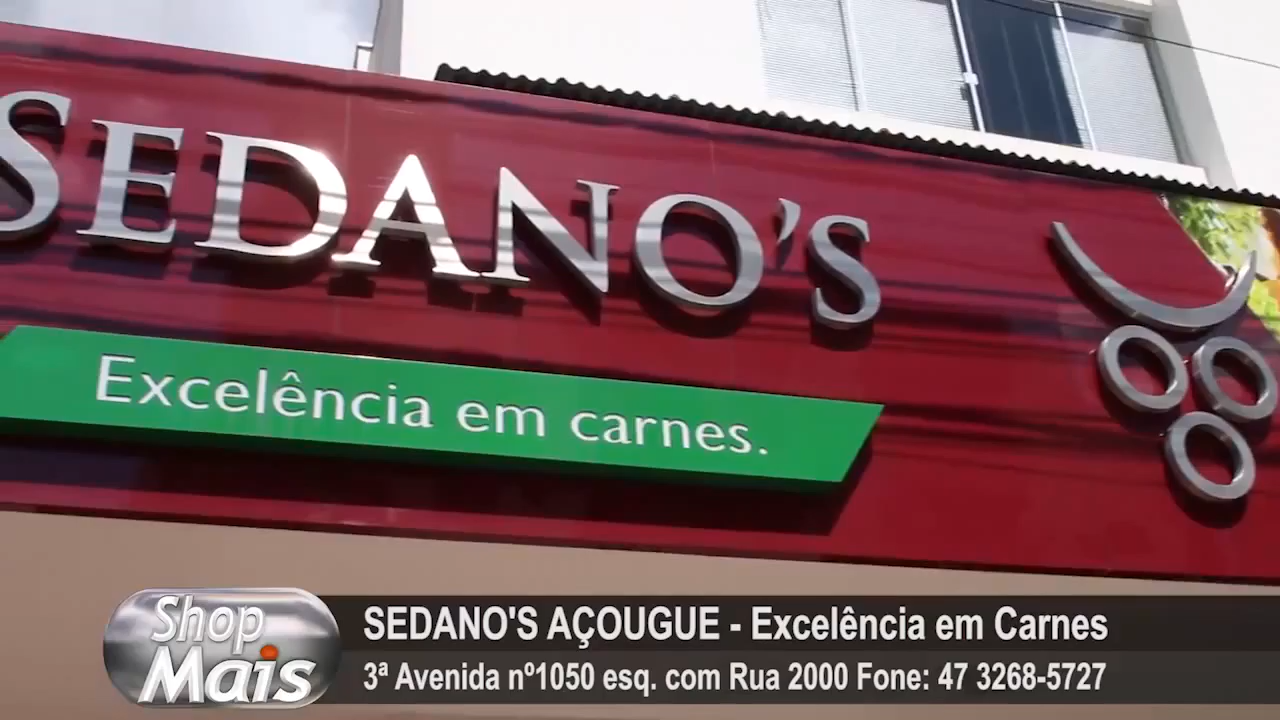 SEDANO'S
Excelência em carnes.
Shop
Mais
SEDANO'S AÇOUGUE - Excelência em Carnes
3ª Avenida nº1050 esq. com Rua 2000 Fone: 47 3268-5727